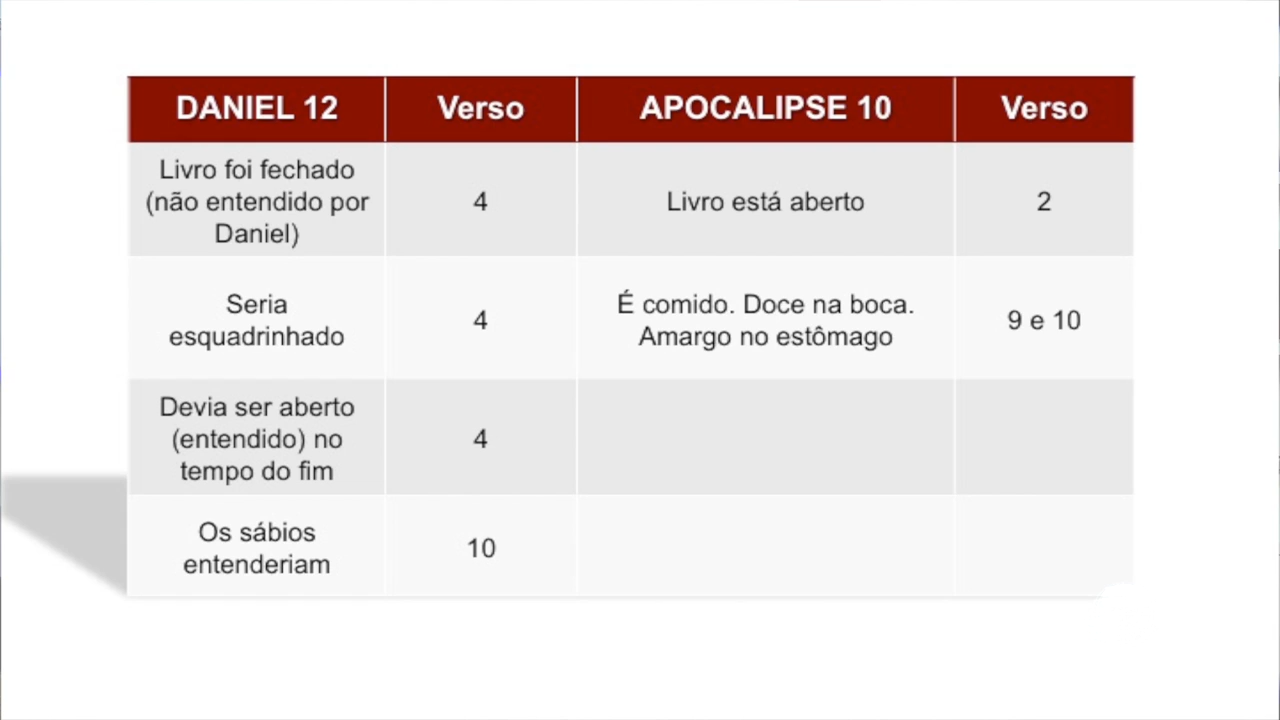 DANIEL 12 Verso APOCALIPSE 10 Verso
Livro foi fechado
(não entendido por
Daniel)
4
Livro está aberto
2
Seria
esquadrinhado
4
É comido. Doce na boca.
Amargo no estômago
9 e 10
Devia ser aberto
(entendido) no
tempo do fim
4
Os sábios
entenderiam
10